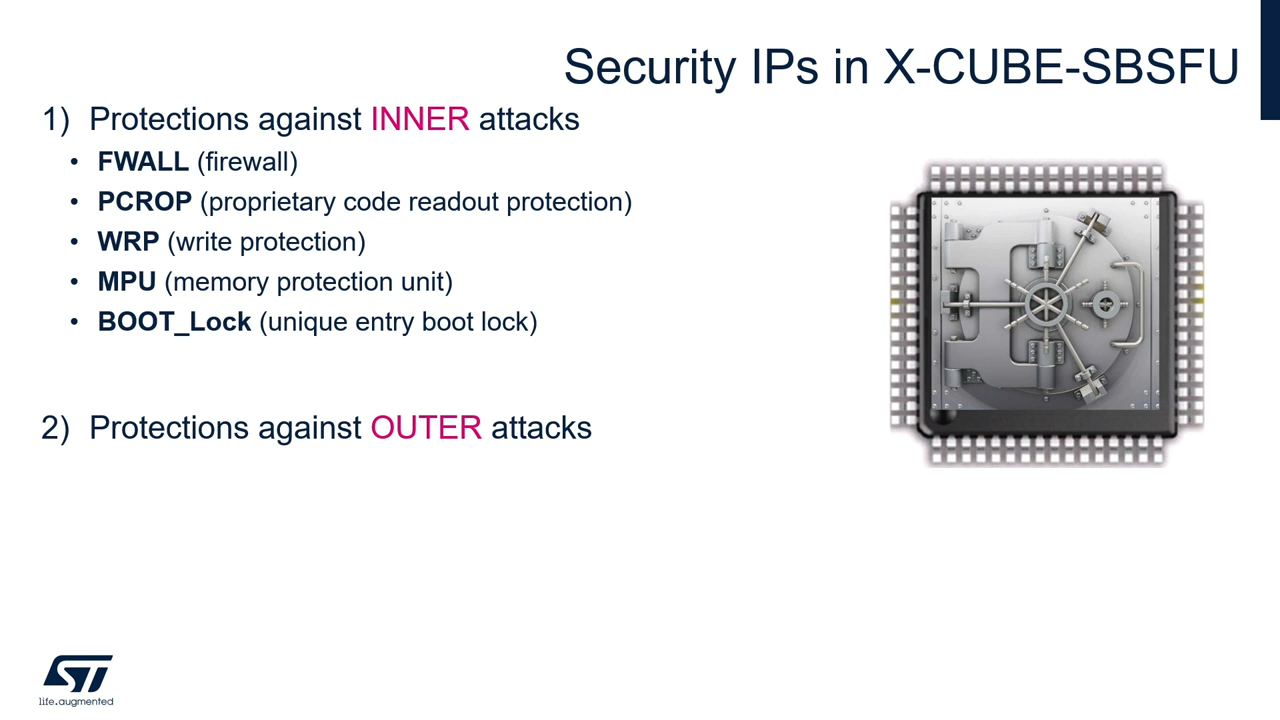 Security IPs in X-CUBE-SBSFU
1) Protections against INNER attacks
• FWALL (firewall)
• PCROP (proprietary code readout protection)
• WRP (write protection)
• MPU (memory protection unit)
• BOOT_Lock (unique entry boot lock)
2) Protections against OUTER attacks
ST
life.augmented